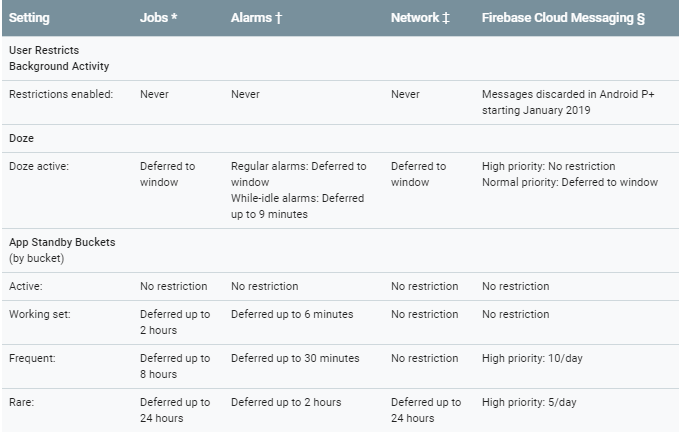 Setting Jobs * Alarms † Network ‡ Firebase Cloud Messaging §
User Restricts
Background Activity
Restrictions enabled: Never Never Never Messages discarded in Android P+
starting January 2019
Doze
Doze active: Deferred to Regular alarms: Deferred to Deferred to High priority: No restriction
window window window Normal priority: Deferred to window
While-idle alarms: Deferred
up to 9 minutes
App Standby Buckets
(by bucket)
Active: No restriction No restriction No restriction No restriction
Working set: Deferred up to Deferred up to 6 minutes No restriction No restriction
2 hours
Frequent: Deferred up to Deferred up to 30 minutes No restriction High priority: 10/day
8 hours
Rare: Deferred up to Deferred up to 2 hours Deferred up to High priority: 5/day
24 hours 24 hours